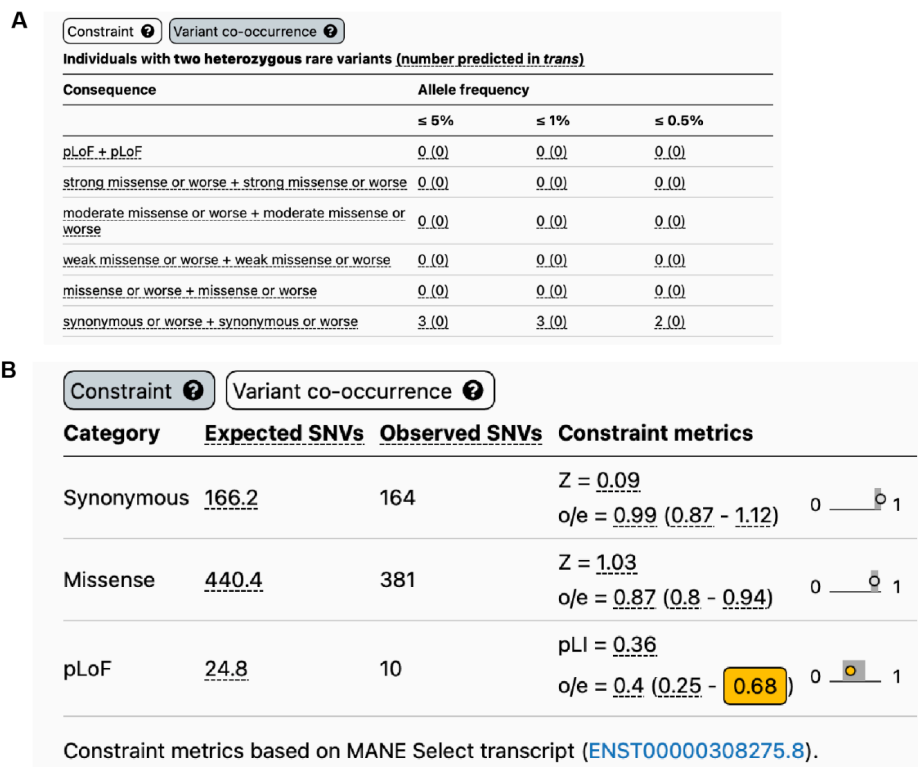 A
Constraint ? Variant co-occurrence ?
Individuals with two heterozygous rare variants (number predicted in trans)
Consequence Allele frequency
≤ 5% ≤ 1% ≤ 0.5%
pLoF + pLoF 0 (0) 0 (0) 0 (0)
strong missense or worse + strong missense or worse 0 (0) 0 (0) 0 (0)
moderate missense or worse + moderate missense or
worse 0 (0) 0 (0) 0 (0)
weak missense or worse + weak missense or worse 0 (0) 0 (0) 0 (0)
missense or worse + missense or worse 0 (0) 0 (0) 0 (0)
synonymous or worse + synonymous or worse 3 (0) 3 (0) 2 (0)
B
Constraint ? Variant co-occurrence ?
Category Expected SNVs Observed SNVs Constraint metrics
Synonymous 166.2 164 Z = 0.09
o/e = 0.99 (0.87 - 1.12) 0 1
Missense 440.4 381 Z = 1.03
o/e = 0.87 (0.8 - 0.94) 0 1
pLoF 24.8 10 pLI = 0.36
o/e = 0.4 (0.25 - 0.68) 0 1
Constraint metrics based on MANE Select transcript (ENST00000308275.8).